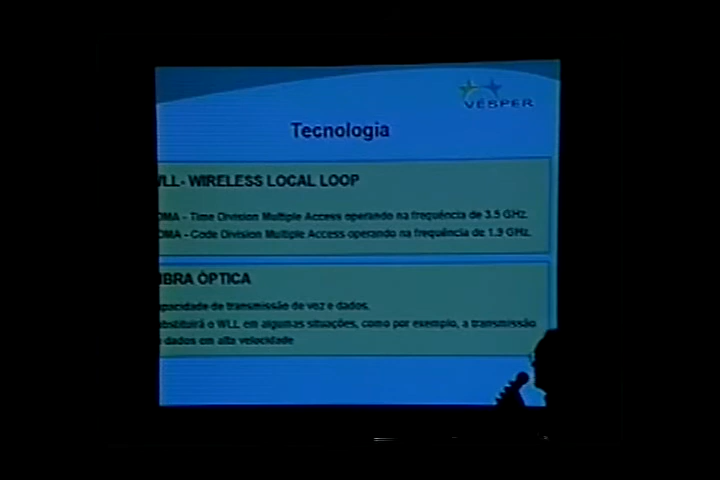 VÉSPER
Tecnologia
LL- WIRELESS LOCAL LOOP
DMA - Time Division Multiple Access operando na frequência de 3.5 GHz.
DMA - Code Division Multiple Access operando na frequência de 1.9 GHz.
IBRA ÓPTICA
apacidade de transmissão de voz e dados.
ubstituirá o WLL em algumas situações, como por exemplo, a transmissão
dados em alta velocidade